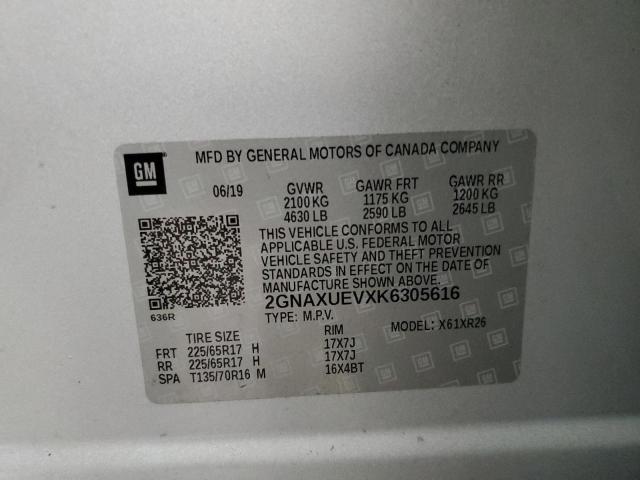 GM
MFD BY GENERAL MOTORS OF CANADA COMPANY
06/19 GVWR GAWR FRT GAWR RR
2100 KG 1175 KG 1200 KG
4630 LB 2590 LB 2645 LB
THIS VEHICLE CONFORMS TO ALL
APPLICABLE U.S. FEDERAL MOTOR
VEHICLE SAFETY AND THEFT PREVENTION
STANDARDS IN EFFECT ON THE DATE OF
MANUFACTURE SHOWN ABOVE.
2GNAXUEVXK6305616
636R
TYPE: M.P.V. MODEL: X61XR26
TIRE SIZE RIM
FRT 225/65R17 H 17X7J
RR 225/65R17 H 17X7J
SPA T135/70R16 M 16X4BT